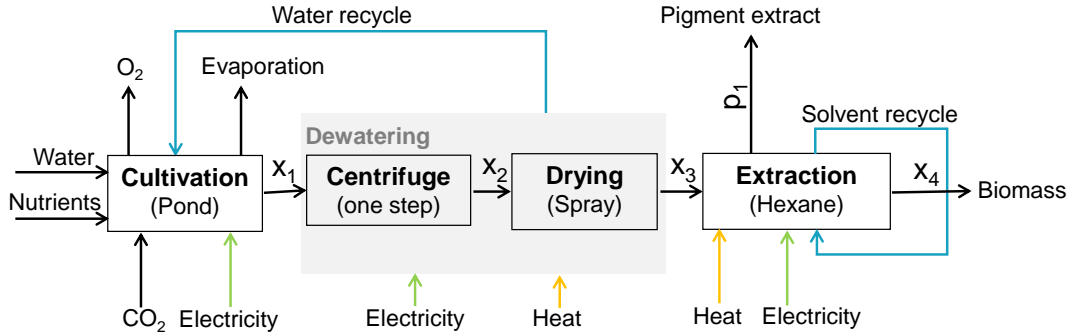 Water recycle
Pigment extract
O2
Evaporation
p1
Solvent recycle
Dewatering
Water
Nutrients
Cultivation
(Pond)
x1
Centrifuge
(one step)
x2
Drying
(Spray)
x3
Extraction
(Hexane)
x4
Biomass
CO2
Electricity
Electricity
Heat
Heat
Electricity